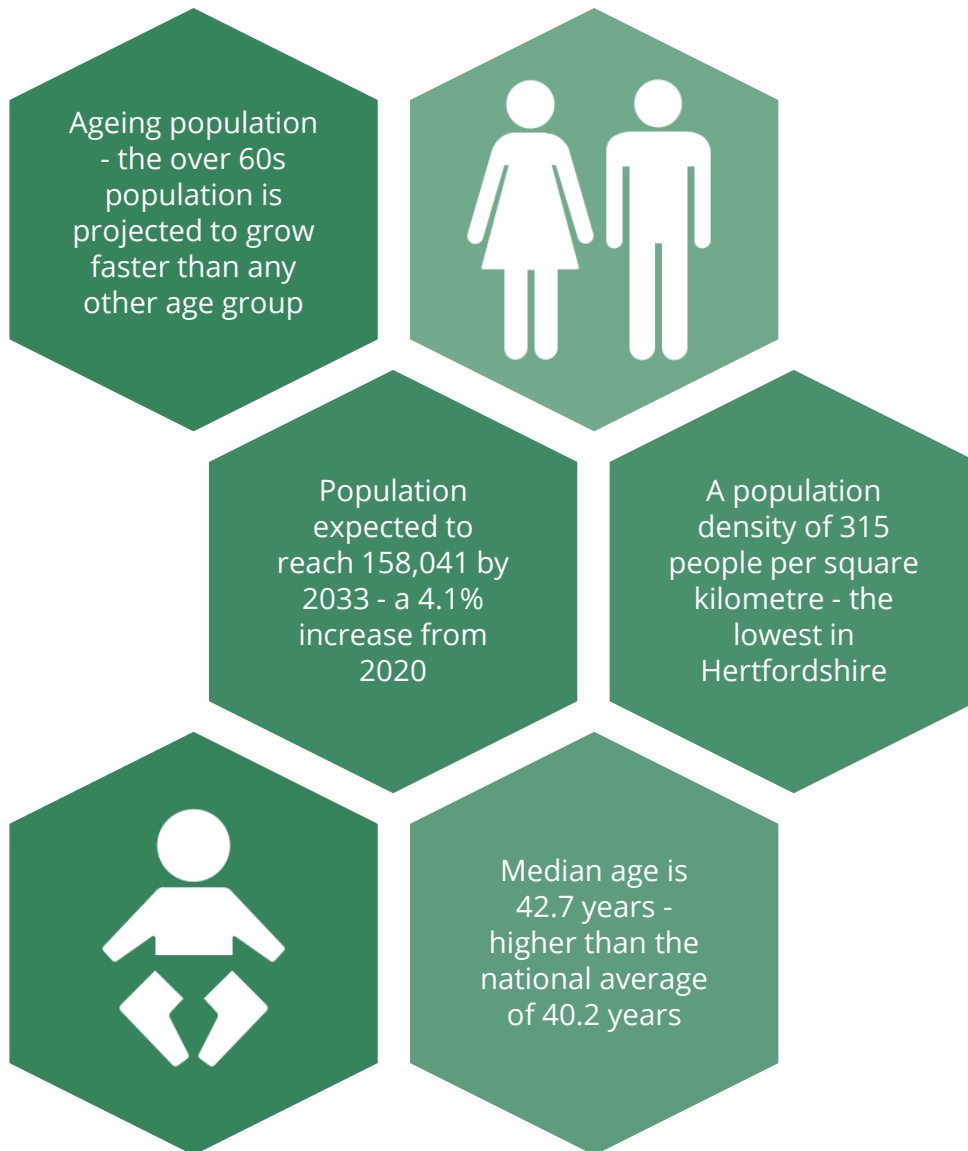 Ageing population
- the over 60s
population is
projected to grow
faster than any
other age group
Population
expected to
reach 158,041 by
2033 - a 4.1%
increase from
2020
A population
density of 315
people per square
kilometre - the
lowest in
Hertfordshire
Median age is
42.7 years -
higher than the
national average
of 40.2 years